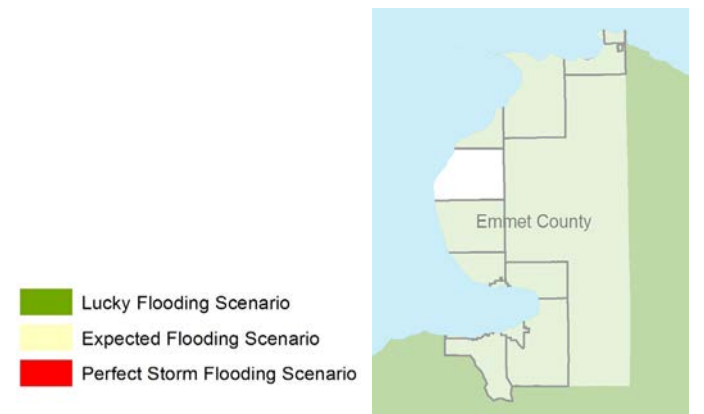 Emmet County
Lucky Flooding Scenario
Expected Flooding Scenario
Perfect Storm Flooding Scenario